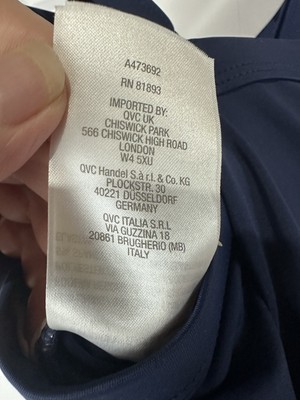 A473692
RN 81893
IMPORTED BY:
QVC UK
CHISWICK PARK
566 CHISWICK HIGH ROAD
LONDON
W4 5XU
QVC Handel S.à r.l. & Co. KG
PLOCKSTR. 30
40221 DÜSSELDORF
GERMANY
QVC ITALIA S.R.L
VIA GUZZINA 18
20861 BRUGHERIO (MB)
ITALY